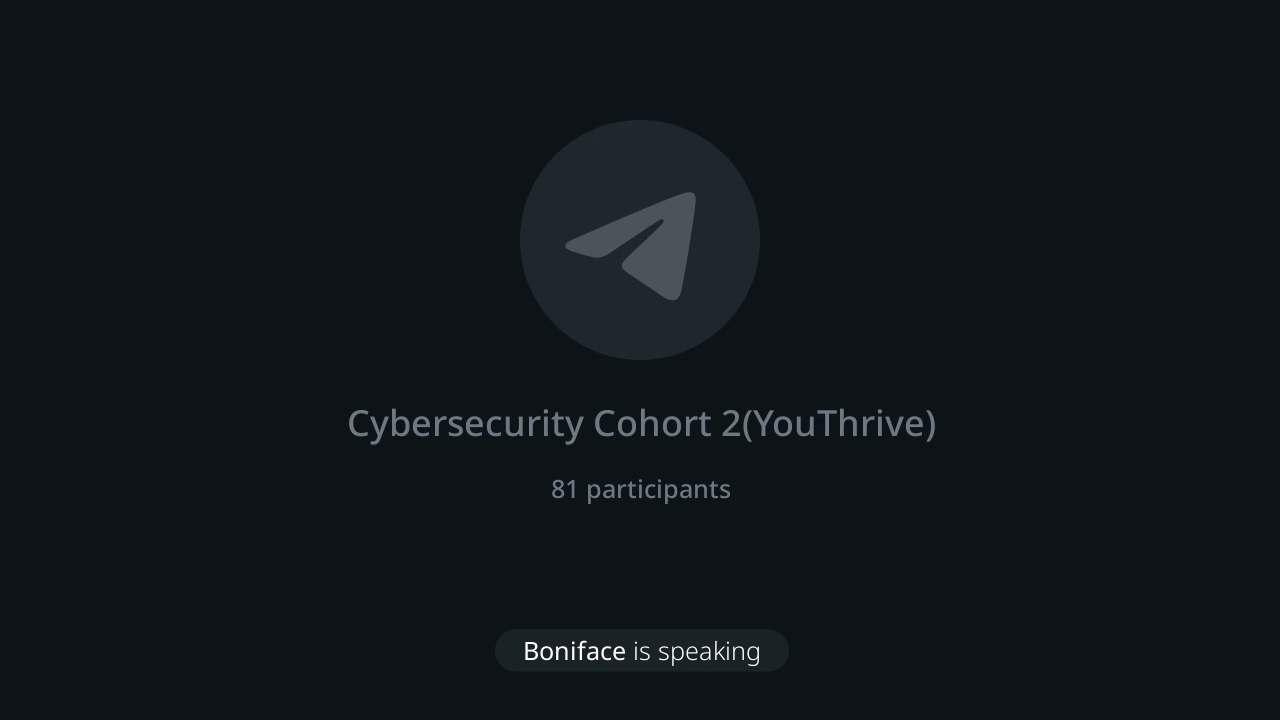 Cybersecurity Cohort 2(YouThrive)
81 participants
Boniface is speaking